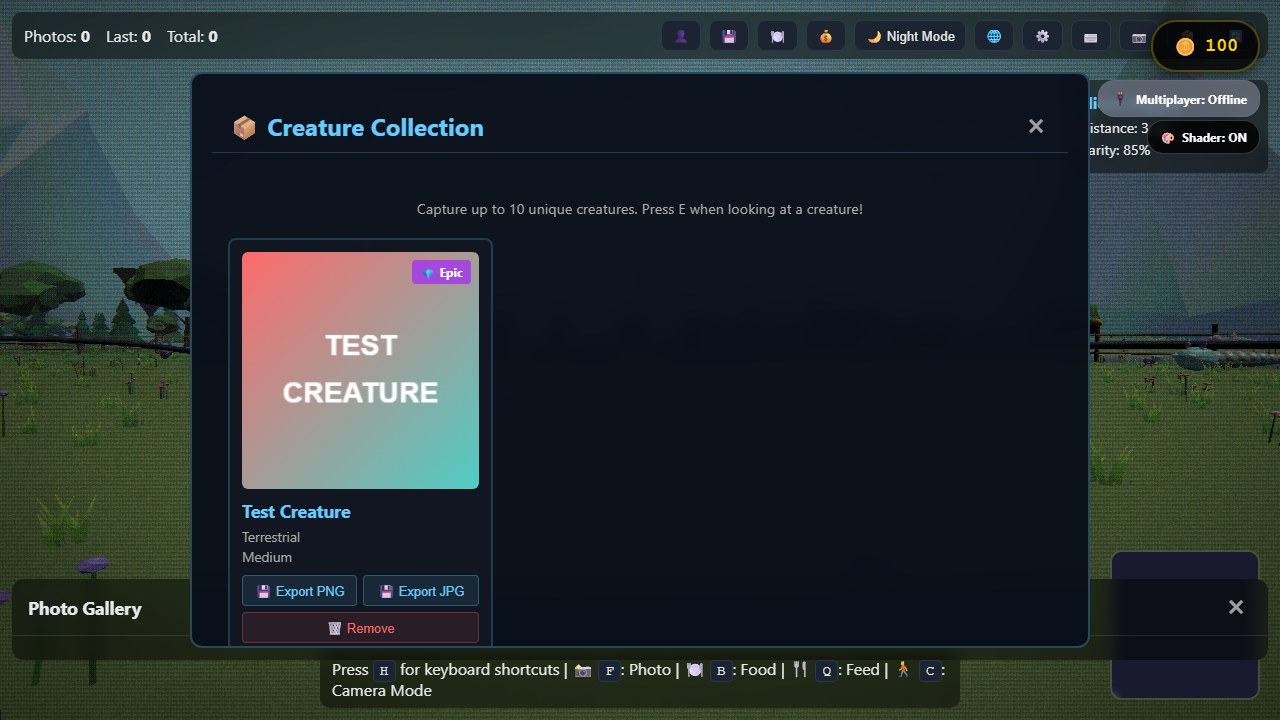 Photos: 0 Last: 0 Total: 0
Night Mode
100
Multiplayer: Offline
Distance: 3
Shader: ON
arity: 85%
Creature Collection
Capture up to 10 unique creatures. Press E when looking at a creature!
Epic
TEST
CREATURE
Test Creature
Terrestrial
Medium
Export PNG Export JPG
Remove
Photo Gallery
Press H for keyboard shortcuts | F: Photo | B: Food | Q: Feed | C:
Camera Mode